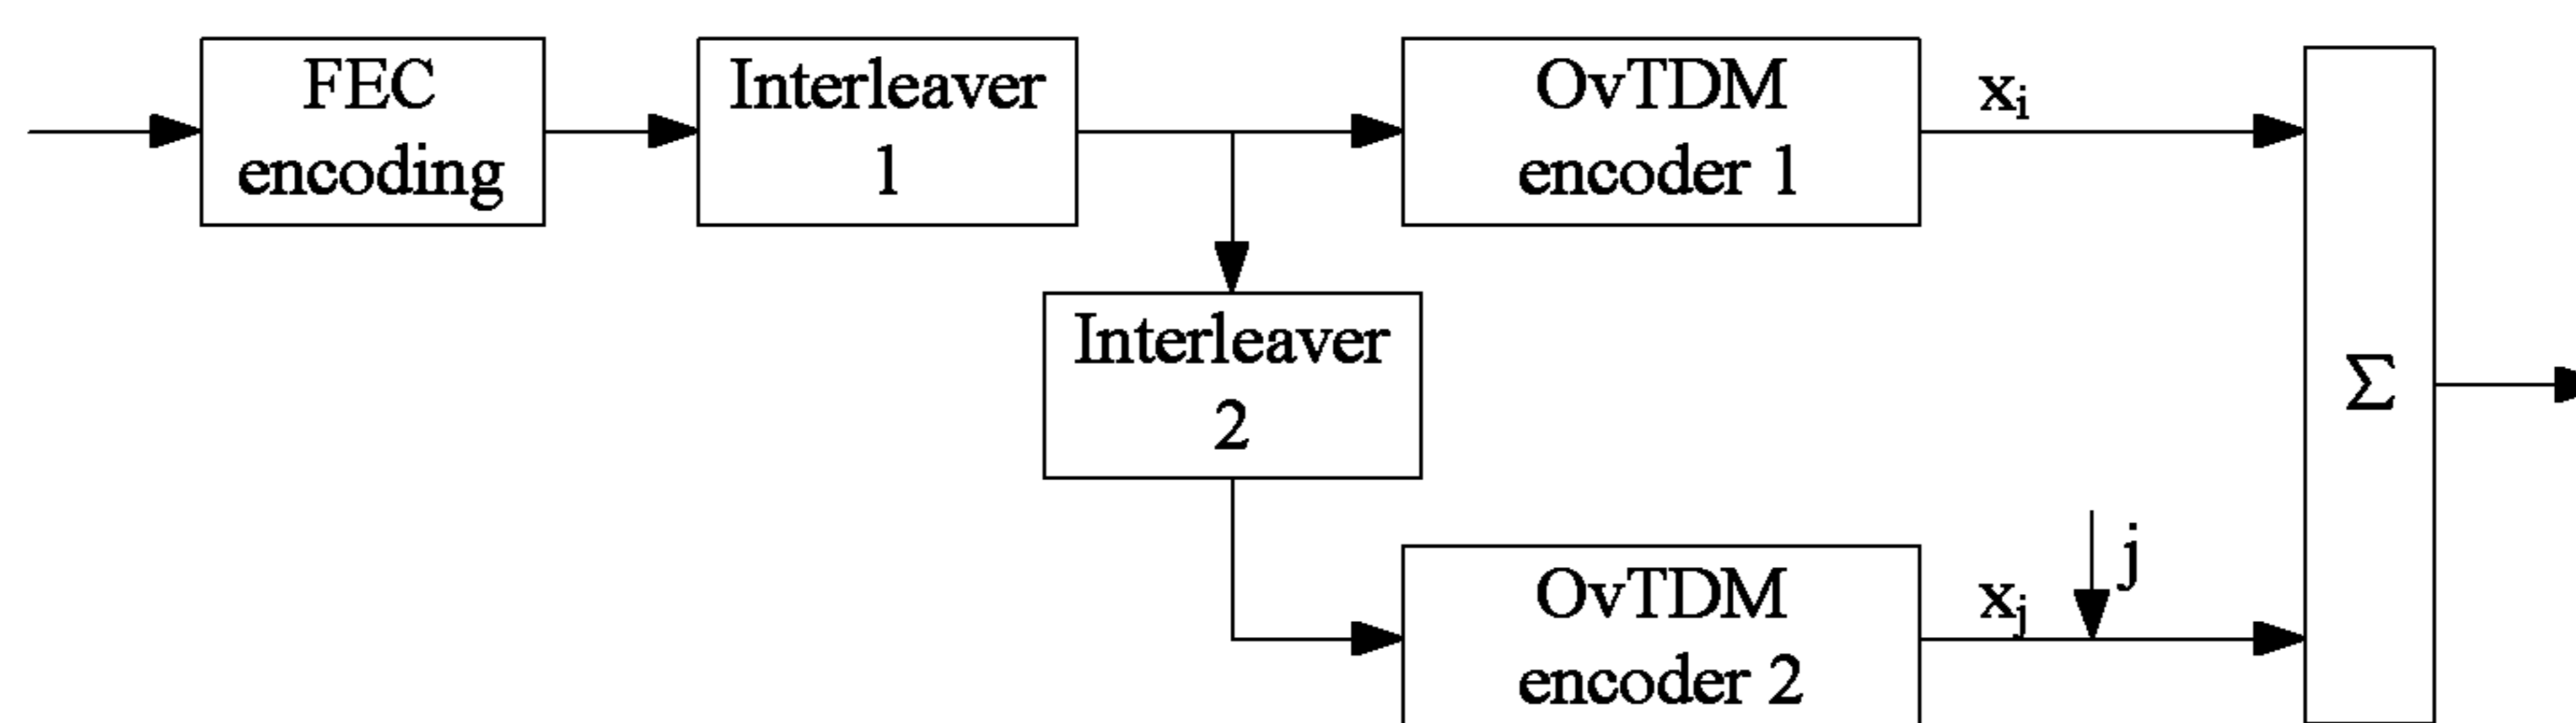 FEC
encoding
Interleaver
1
OvTDM
encoder 1
xᵢ
Interleaver
2
Σ
OvTDM
encoder 2
xⱼ
j